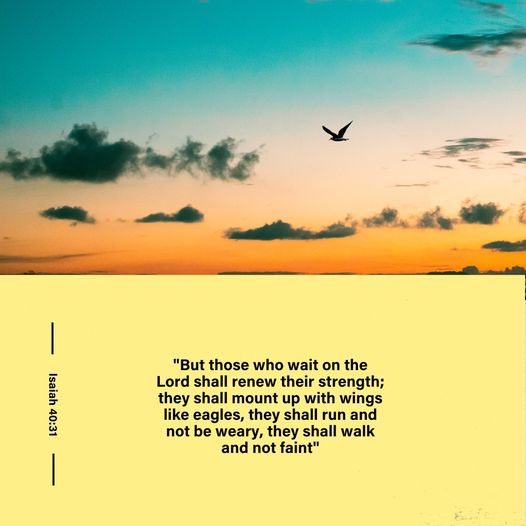 Isaiah 40:31
"But those who wait on the
Lord shall renew their strength;
they shall mount up with wings
like eagles, they shall run and
not be weary, they shall walk
and not faint"